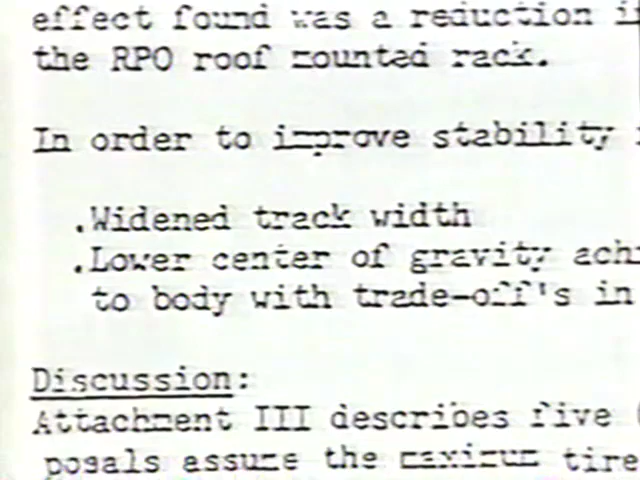 effect found was a reduction
the RPO roof mounted rack.
In order to improve stability
.Widened track width
.Lower center of gravity
to body with trade-off's in
Discussion:
Attachment III describes five
posals assume the maximum tire